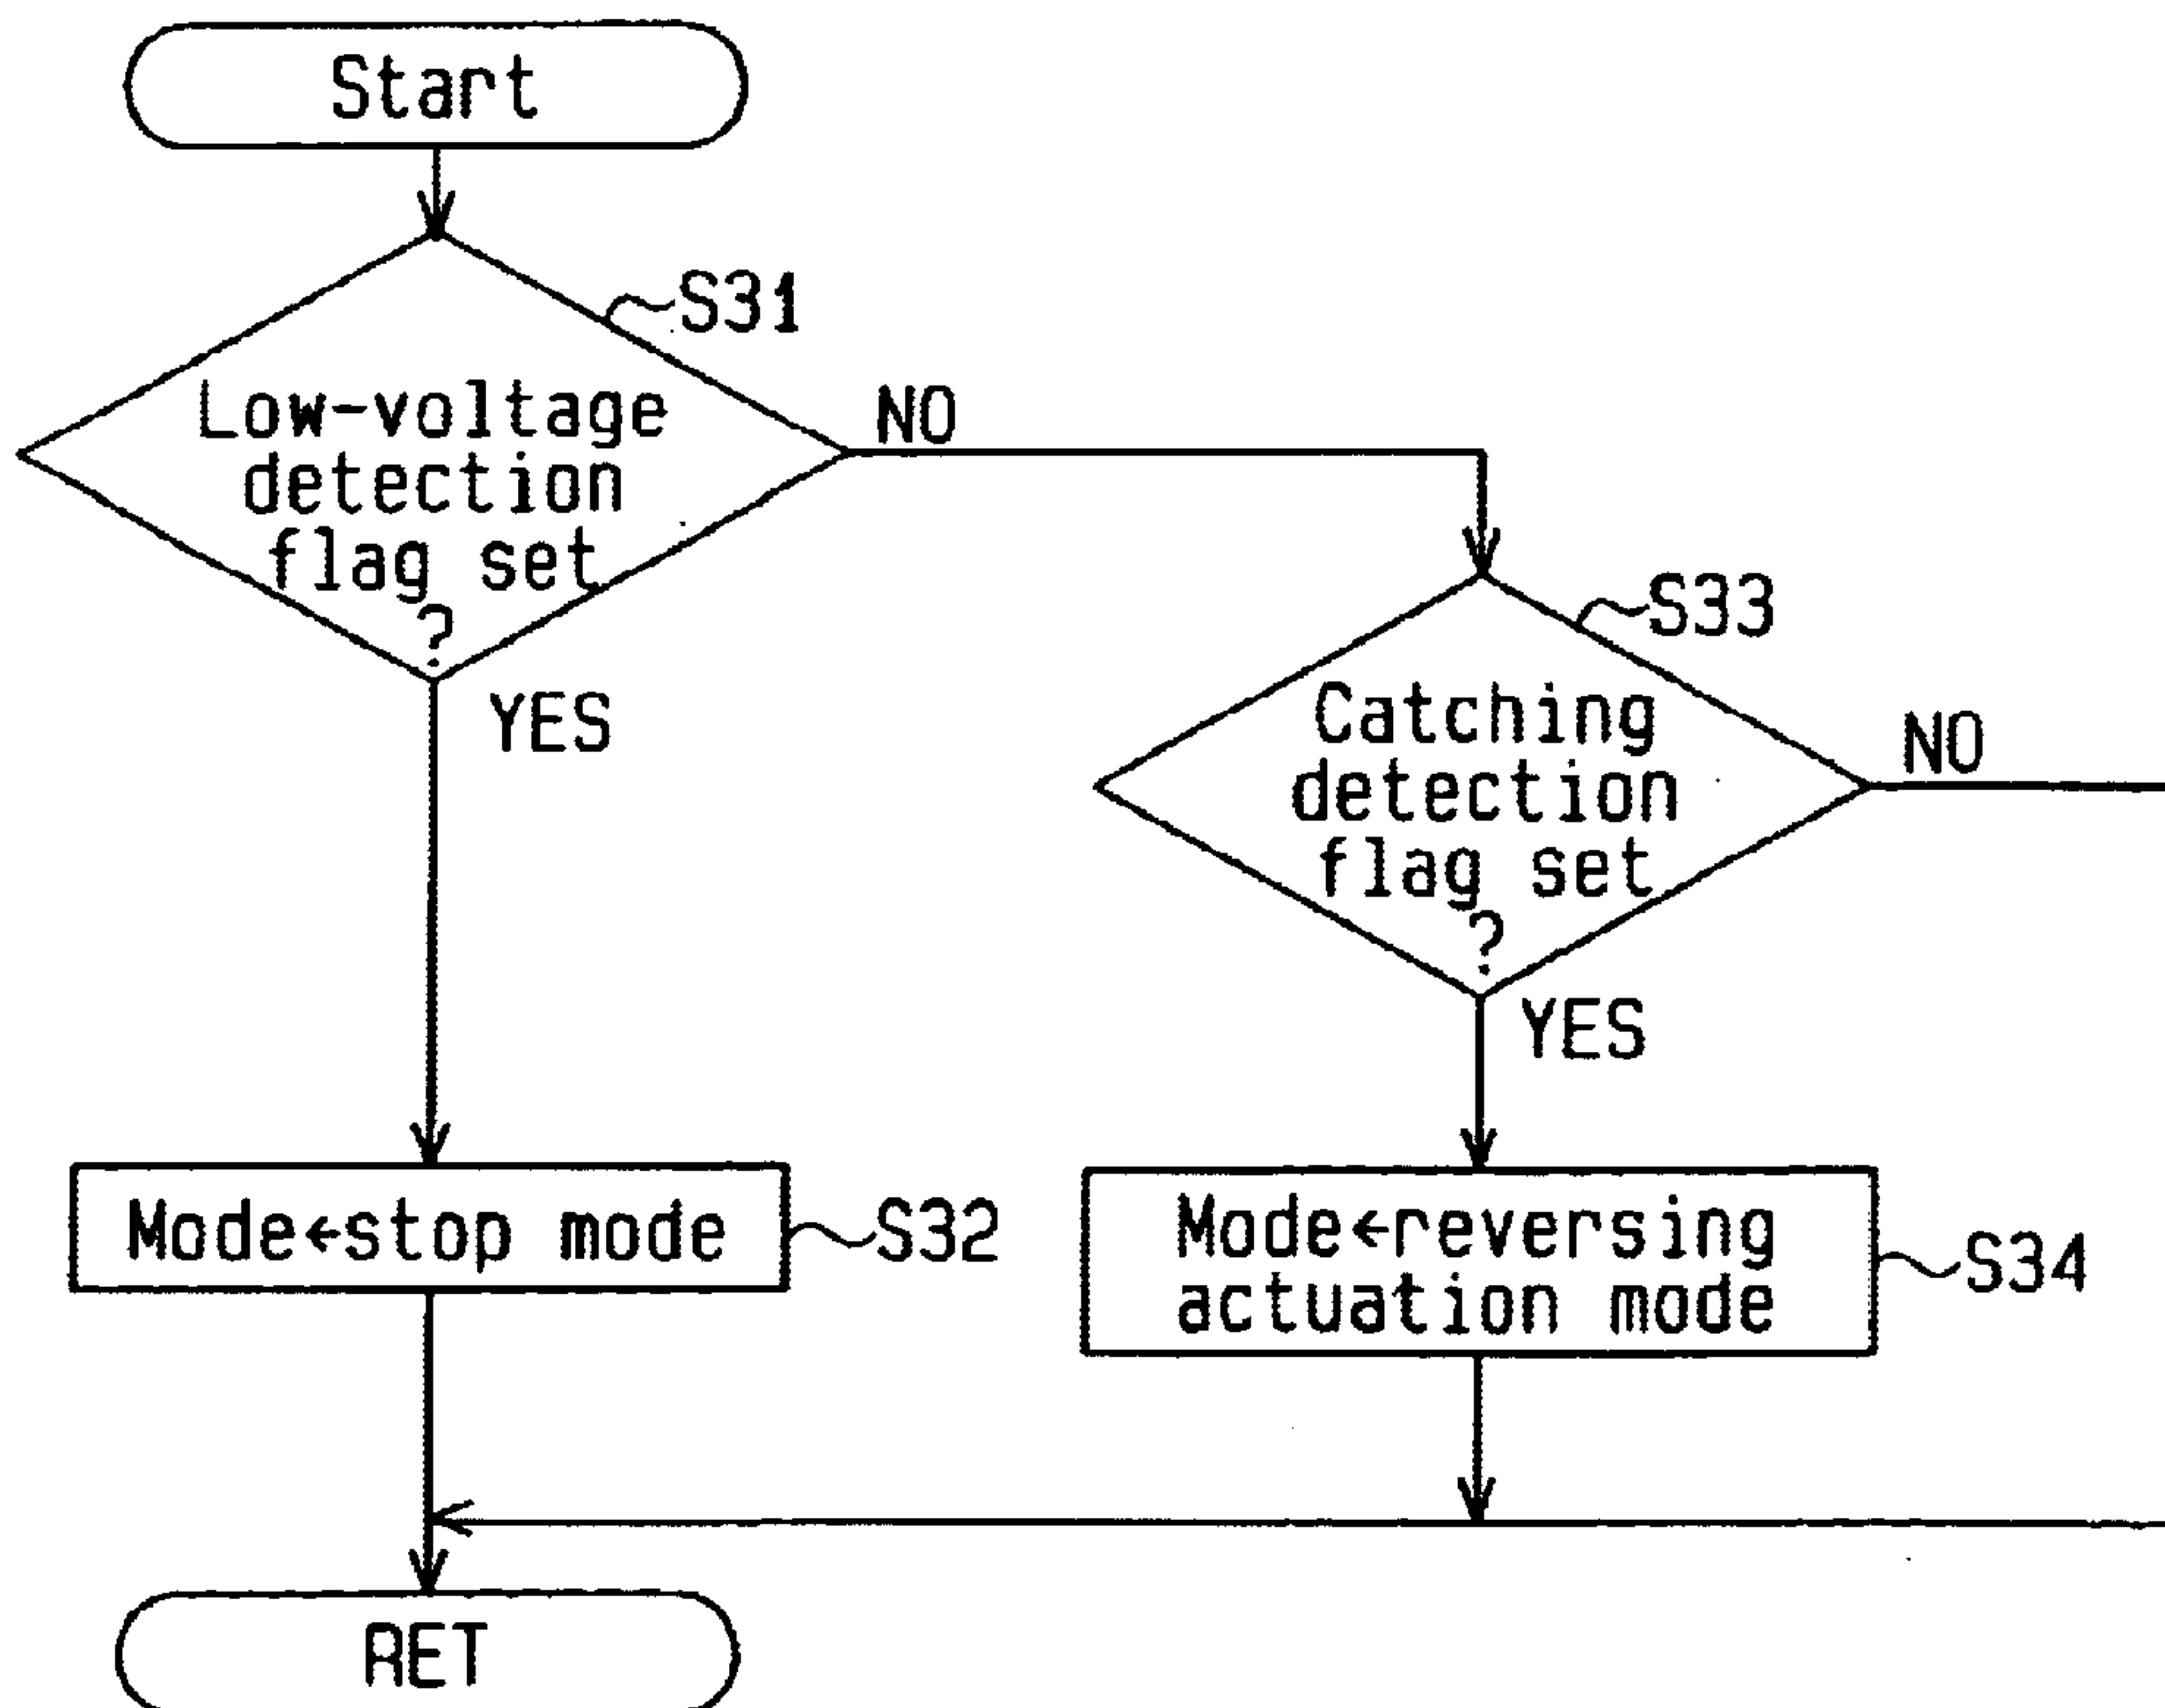 Start
S31
Low-voltage
detection
flag set
?
NO
YES
S33
Catching
detection
flag set
?
NO
YES
Mode←stop mode
S32
Mode←reversing
actuation mode
S34
RET